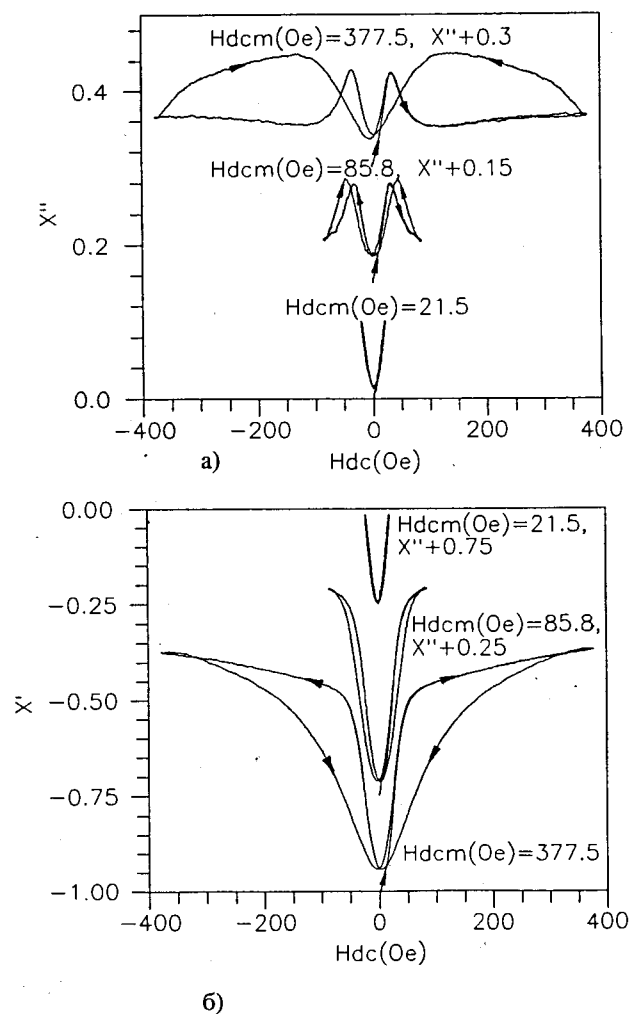 Hdcm(Oe)=377.5, X''+0.3
0.4
Hdcm(Oe)=85.8, X''+0.15
X''
0.2
Hdcm(Oe)=21.5
0.0
−400 −200 0 200 400
а) Hdc(Oe)
0.00
Hdcm(Oe)=21.5,
X''+0.75
−0.25
Hdcm(Oe)=85.8,
X''+0.25
X'
−0.50
−0.75
Hdcm(Oe)=377.5
−1.00
−400 −200 0 200 400
Hdc(Oe)
б)